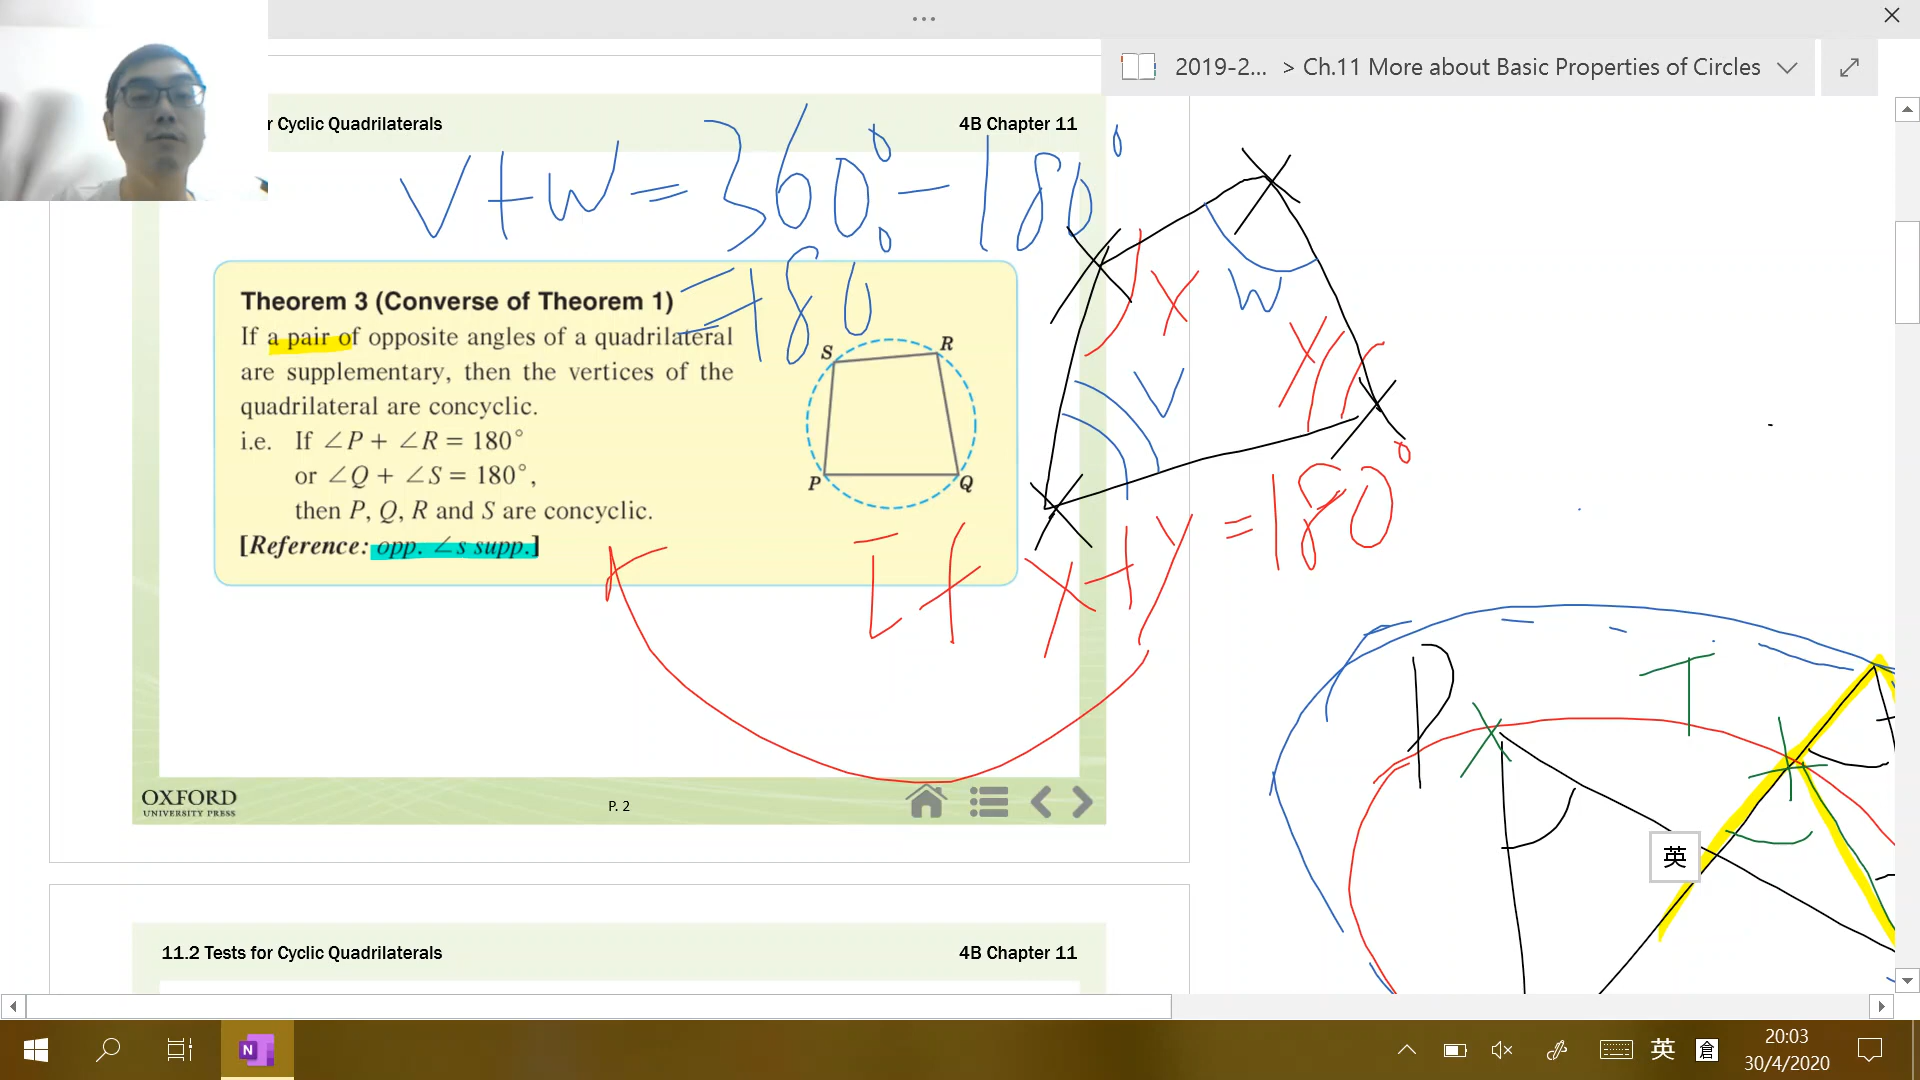 2019-2... > Ch.11 More about Basic Properties of Circles
r Cyclic Quadrilaterals
4B Chapter 11
V+W=360°-180°
=180°
Theorem 3 (Converse of Theorem 1)
If a pair of opposite angles of a quadrilateral
are supplementary, then the vertices of the
quadrilateral are concyclic.
i.e. If ∠P + ∠R = 180°
or ∠Q + ∠S = 180°,
then P, Q, R and S are concyclic.
[Reference: opp. ∠s supp.]
S
R
P
Q
x
w
v
y
If x+y=180°
P
T
OXFORD
UNIVERSITY PRESS
P. 2
英
11.2 Tests for Cyclic Quadrilaterals
4B Chapter 11
N
英
倉
20:03
30/4/2020